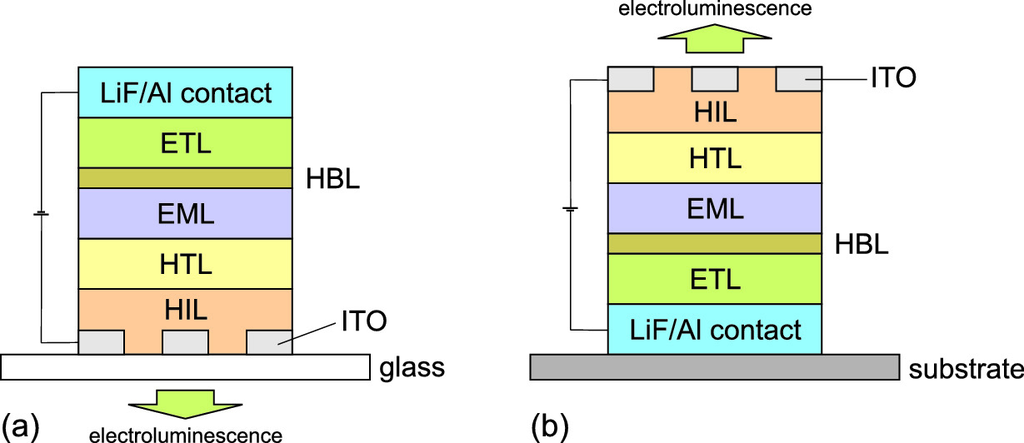 LiF/Al contact
ETL
HBL
EML
HTL
HIL
ITO
glass
electroluminescence
(a)
electroluminescence
ITO
HIL
HTL
EML
HBL
ETL
LiF/Al contact
substrate
(b)